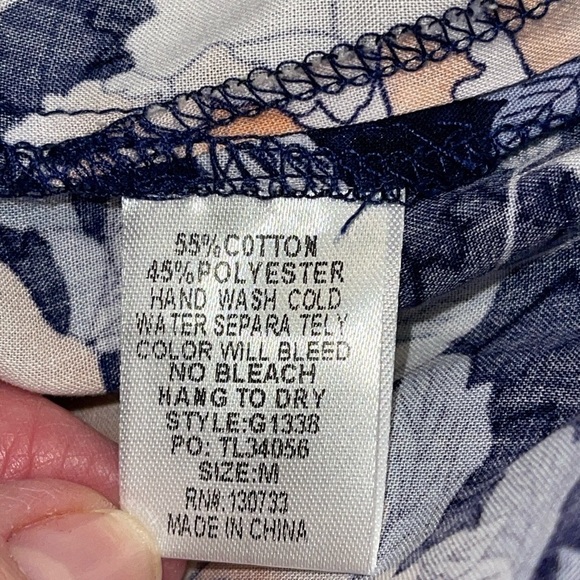 55%COTTON
45%POLYESTER
HAND WASH COLD
WATER SEPARA TELY
COLOR WILL BLEED
NO BLEACH
HANG TO DRY
STYLE:G1338
PO: TL34056
SIZE:M
RN#:130733
MADE IN CHINA